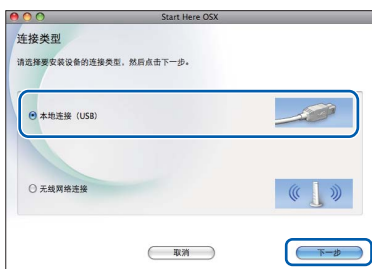 Start Here OSX
连接类型
请选择要安装设备的连接类型，然后点击下一步。
本地连接（USB）
无线网络连接
取消
下一步